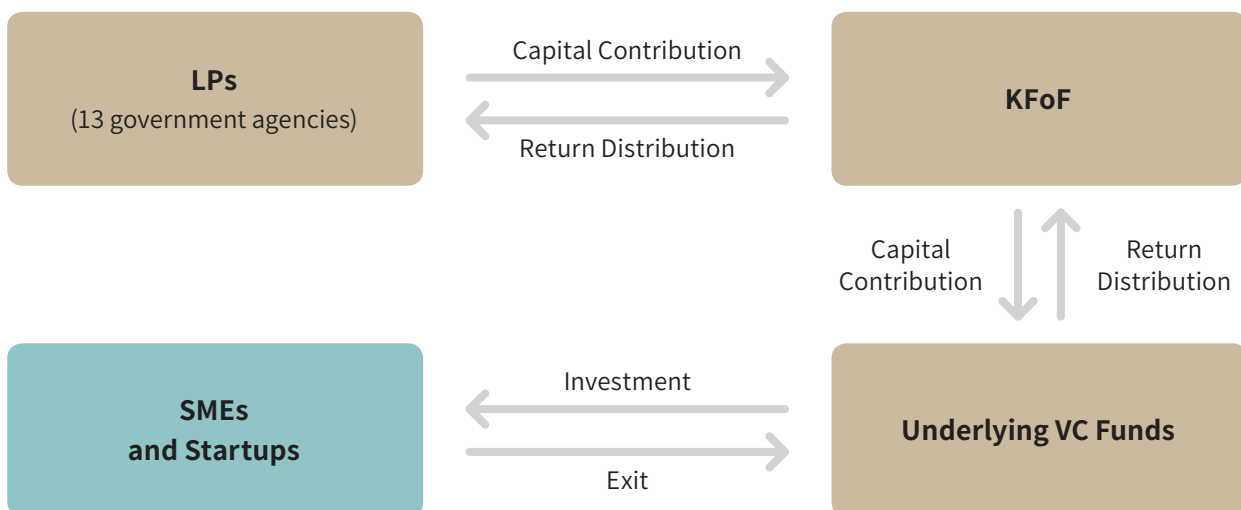 LPs
(13 government agencies)
Capital Contribution
Return Distribution
KFoF
Capital
Contribution
Return
Distribution
SMEs
and Startups
Investment
Exit
Underlying VC Funds